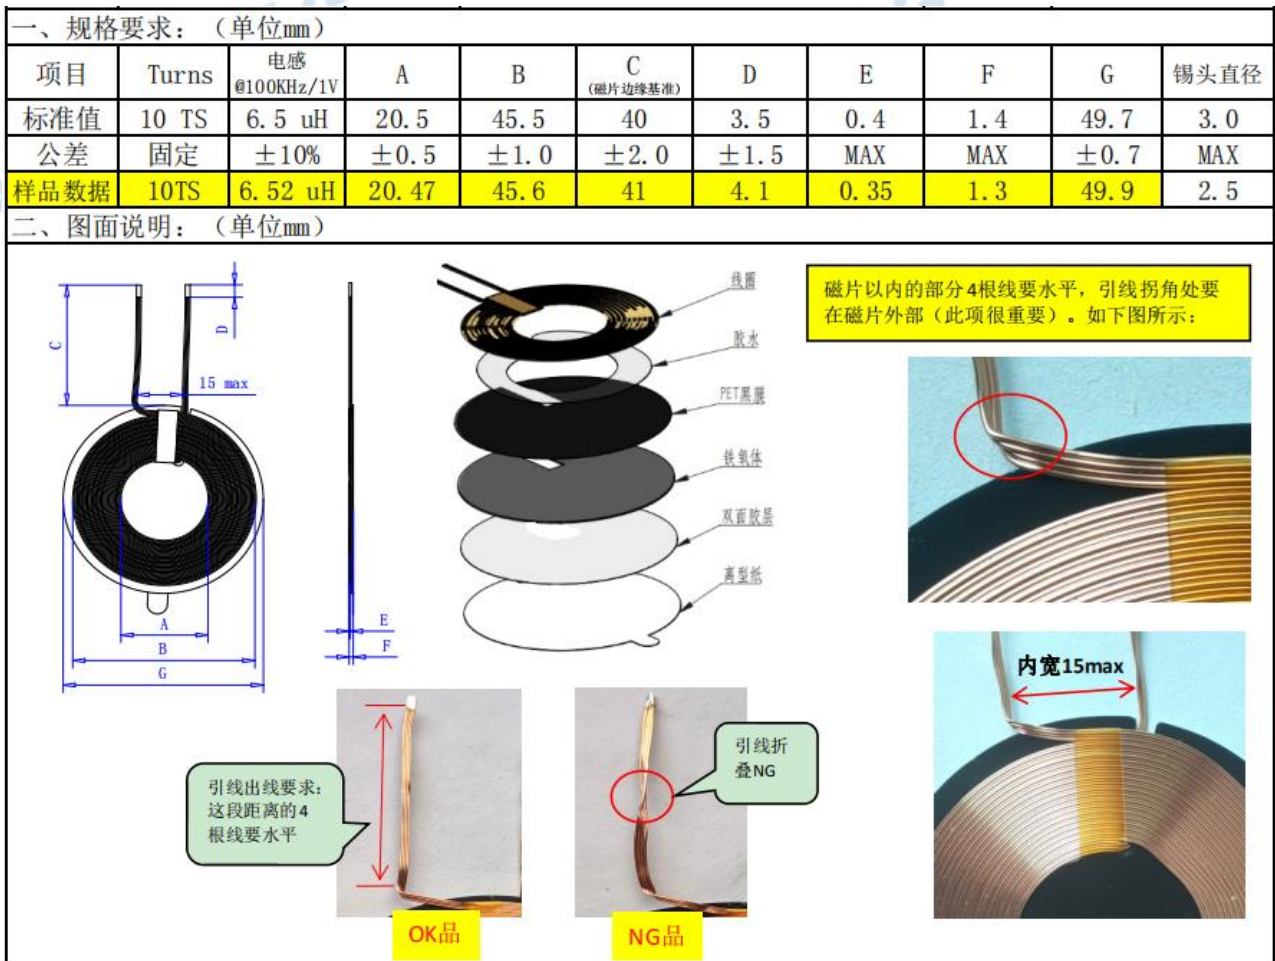 一、规格要求：（单位mm）
项目 Turns 电感 @100KHz/1V A B C (磁片边缘基准) D E F G 锡头直径
标准值 10 TS 6.5 uH 20.5 45.5 40 3.5 0.4 1.4 49.7 3.0
公差 固定 ±10% ±0.5 ±1.0 ±2.0 ±1.5 MAX MAX ±0.7 MAX
样品数据 10TS 6.52 uH 20.47 45.6 41 4.1 0.35 1.3 49.9 2.5
二、图面说明：（单位mm）
C
D
15 max
A
B
G
E
F
线圈
胶水
PET黑膜
铁氧体
双面胶层
离型纸
磁片以内的部分4根线要水平，引线拐角处要
在磁片外部（此项很重要）。如下图所示：
内宽15max
引线出线要求：
这段距离的4
根线要水平
引线折
叠NG
OK品
NG品